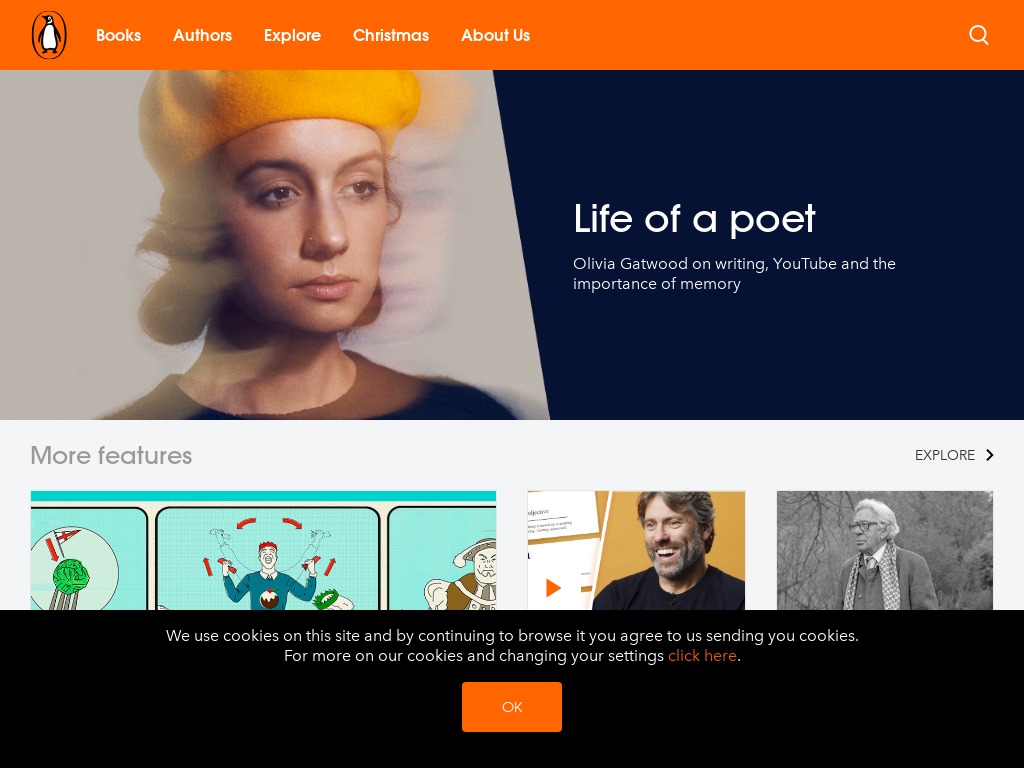 Books
Authors
Explore
Christmas
About Us
Life of a poet
Olivia Gatwood on writing, YouTube and the
importance of memory
More features
EXPLORE
We use cookies on this site and by continuing to browse it you agree to us sending you cookies.
For more on our cookies and changing your settings click here.
OK